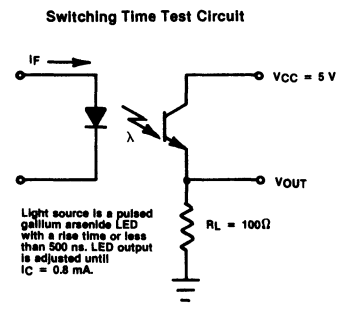 Switching Time Test Circuit
IF
VCC = 5 V
λ
VOUT
Light source is a pulsed
gallium arsenide LED
with a rise time or less
than 500 ns. LED output
is adjusted until
IC = 0.8 mA.
RL = 100Ω